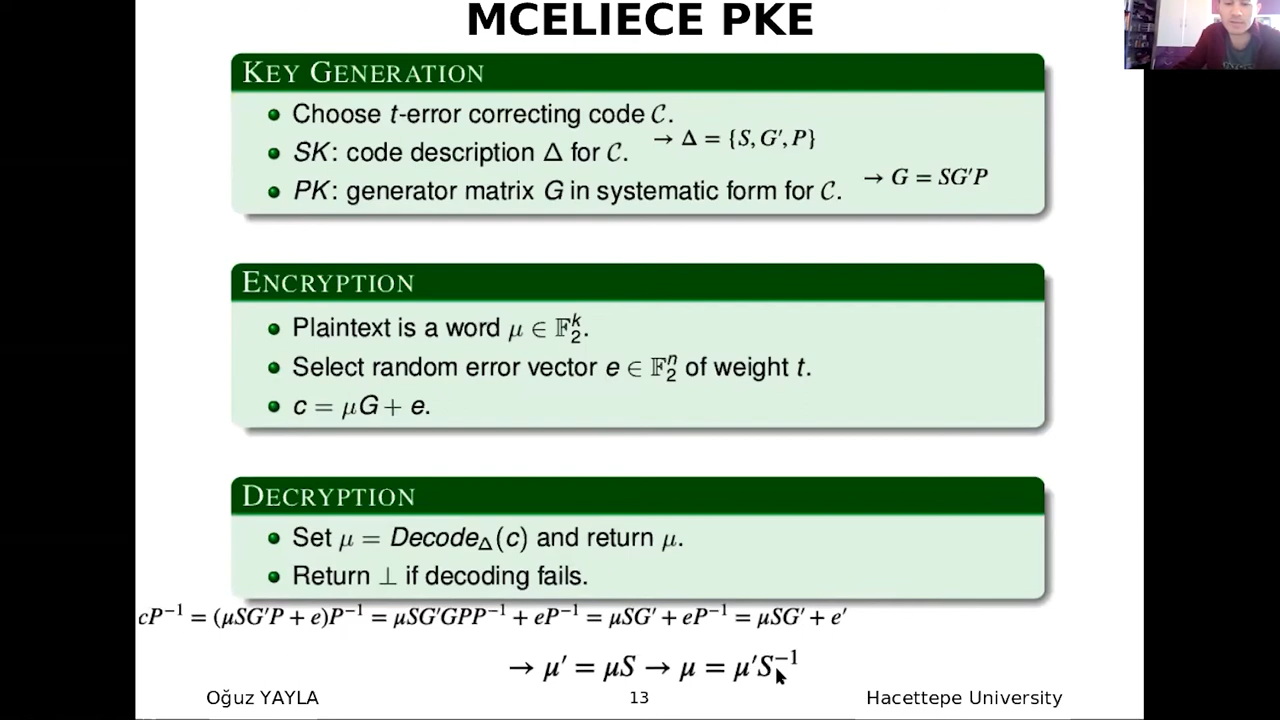 MCELIECE PKE
KEY GENERATION
Choose t-error correcting code 𝒞.
→ Δ = {S, G′, P}
SK: code description Δ for 𝒞.
→ G = SG′P
PK: generator matrix G in systematic form for 𝒞.
ENCRYPTION
Plaintext is a word μ ∈ 𝔽₂ᵏ.
Select random error vector e ∈ 𝔽₂ⁿ of weight t.
c = μG + e.
DECRYPTION
Set μ = Decode_Δ(c) and return μ.
Return ⊥ if decoding fails.
cP⁻¹ = (μSG′P + e)P⁻¹ = μSG′GPP⁻¹ + eP⁻¹ = μSG′ + eP⁻¹ = μSG′ + e′
→ μ′ = μS → μ = μ′S⁻¹
Oğuz YAYLA 13 Hacettepe University